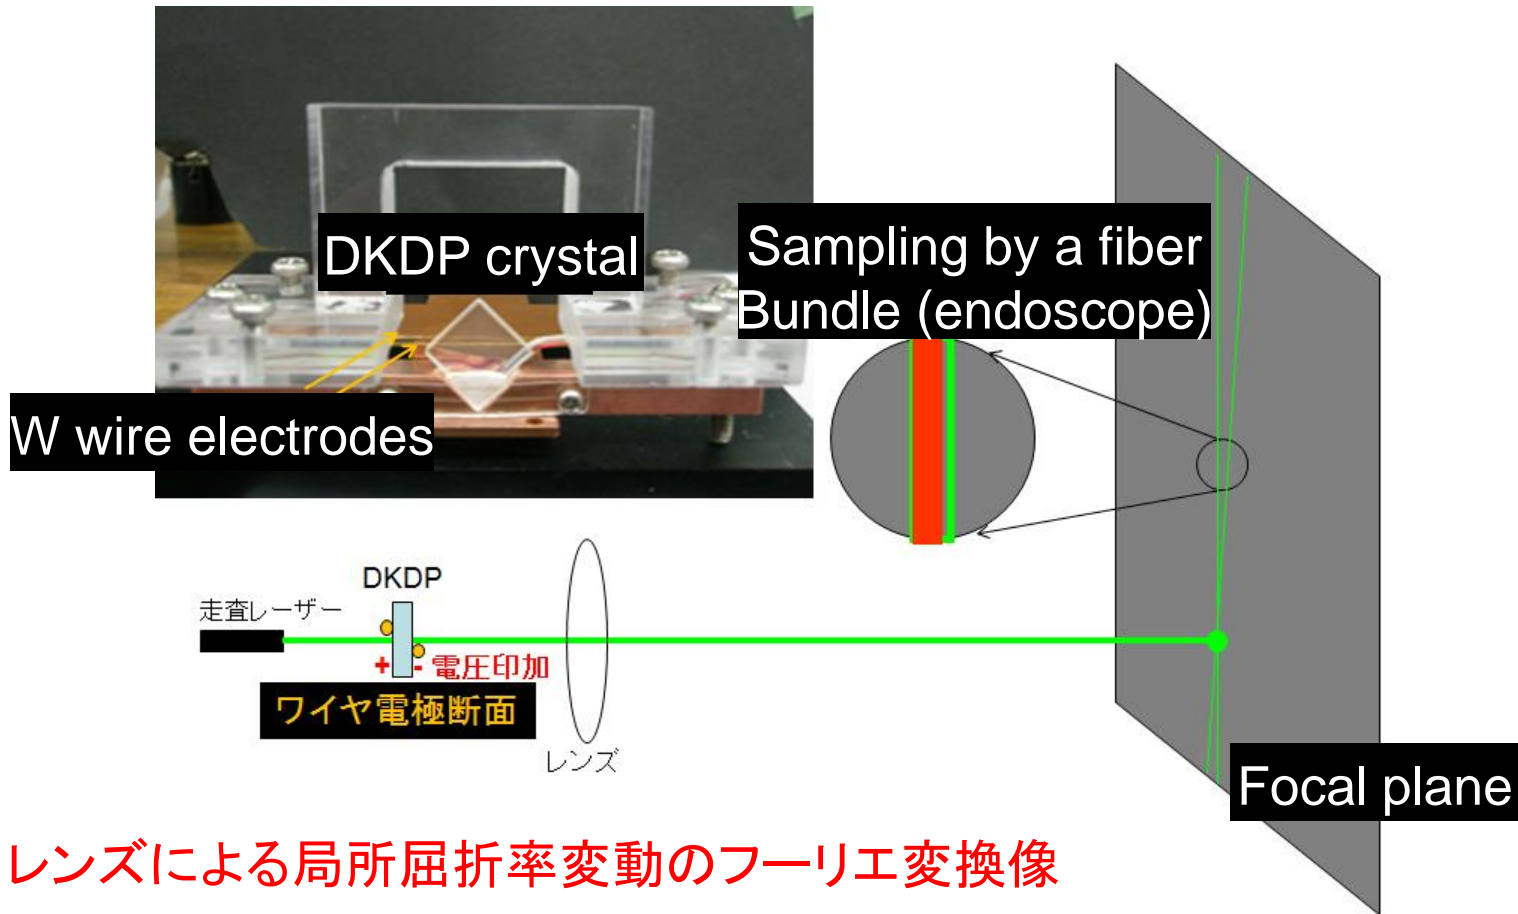 DKDP crystal
Sampling by a fiber
Bundle (endoscope)
W wire electrodes
DKDP
走査レーザー
+ - 電圧印加
ワイヤ電極断面
レンズ
Focal plane
レンズによる局所屈折率変動のフーリエ変換像